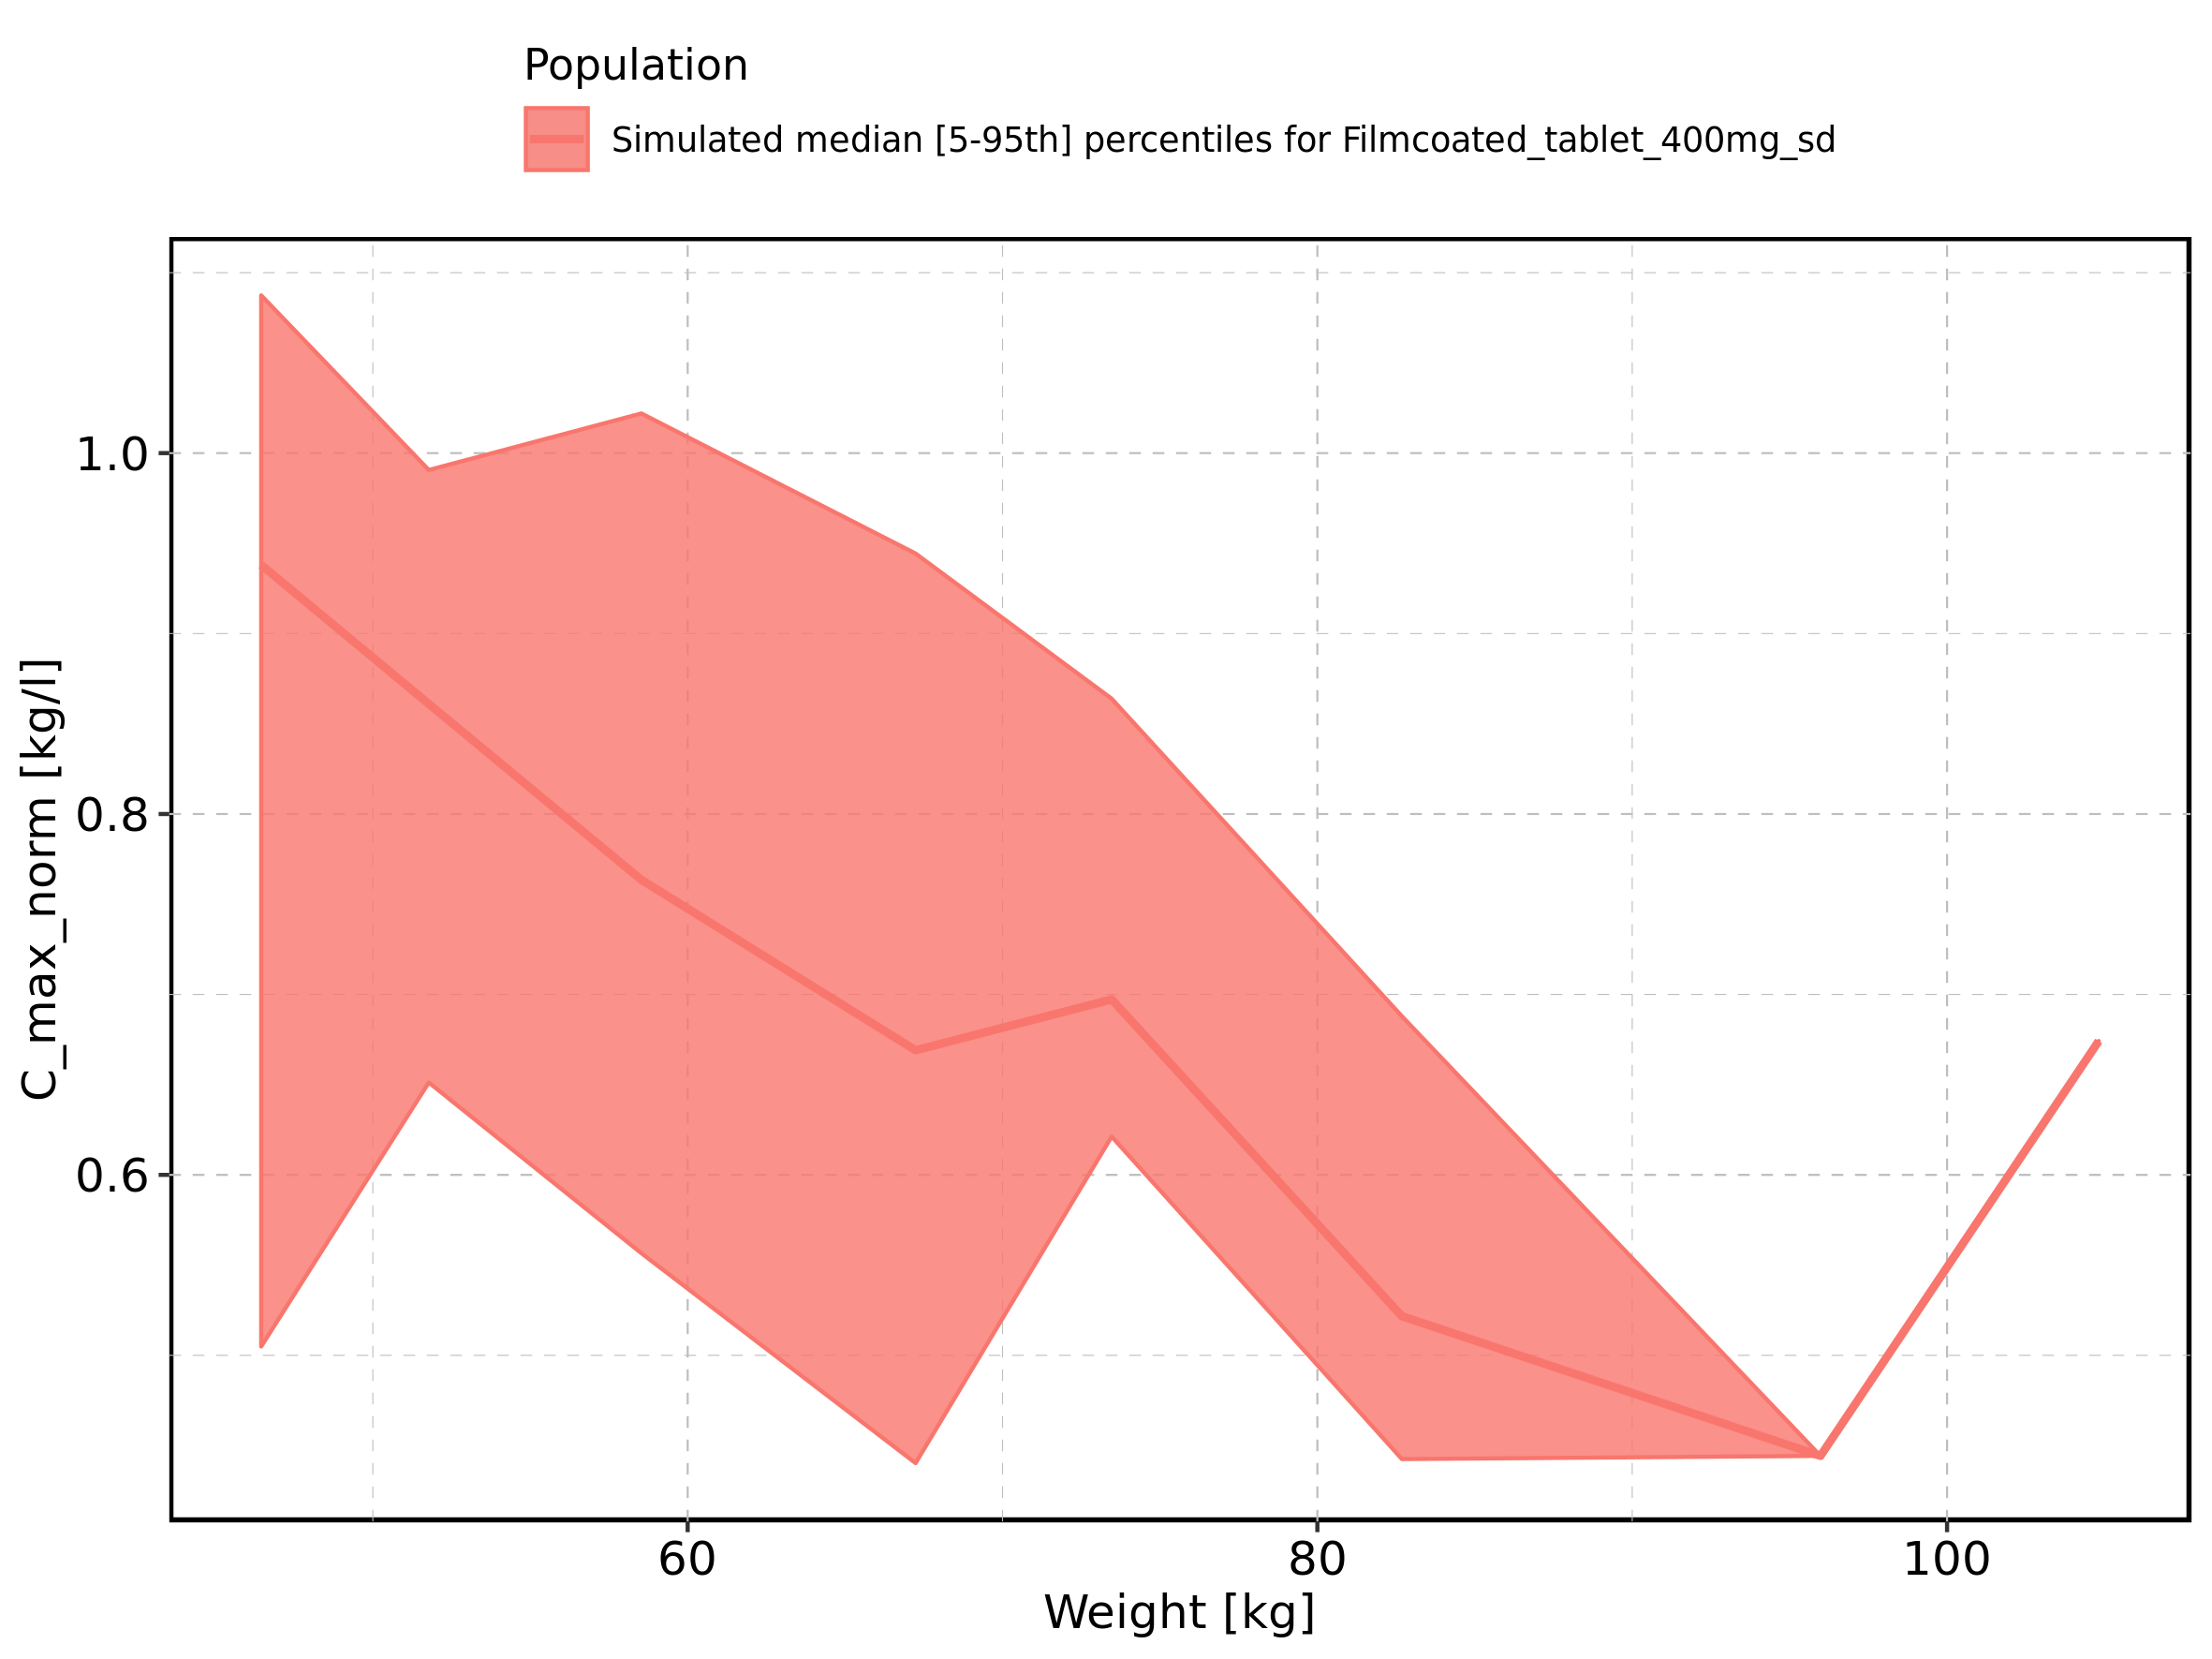 Population
Simulated median [5-95th] percentiles for Filmcoated_tablet_400mg_sd
C_max_norm [kg/l]
1.0
0.8
0.6
60
80
100
Weight [kg]